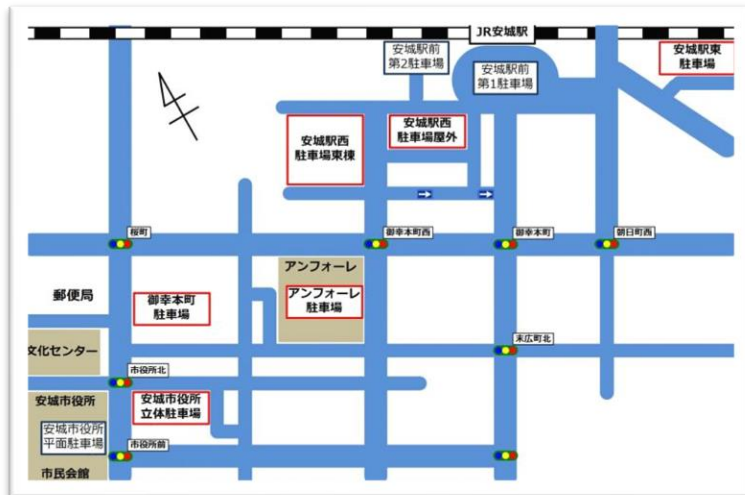 JR安城駅
安城駅前
第2駐車場
安城駅前
第1駐車場
安城駅東
駐車場
安城駅西
駐車場東棟
安城駅西
駐車場屋外
桜町
御幸本町西
御幸本町
朝日町西
アンフォーレ
アンフォーレ
駐車場
郵便局
御幸本町
駐車場
末広町北
文化センター
市役所北
安城市役所
安城市役所
立体駐車場
安城市役所
平面駐車場
市役所前
市民会館